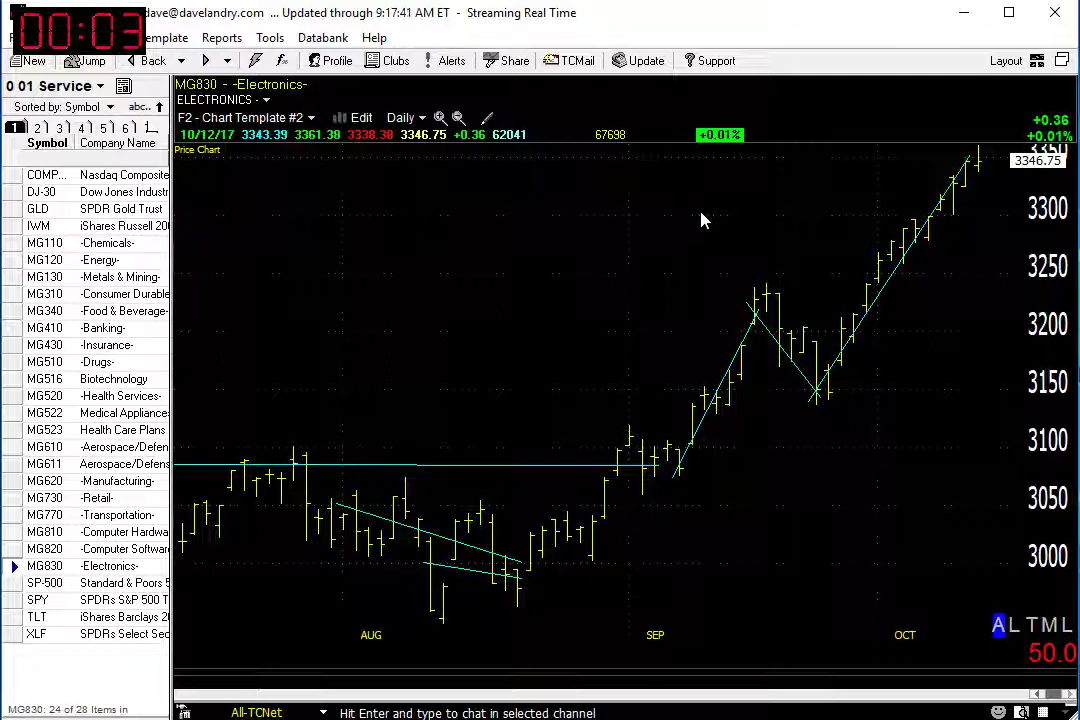 dave@davelandry.com ... Updated through 9:17:41 AM ET - Streaming Real Time
00:03
emplate Reports Tools Databank Help
New Jump Back Profile Clubs Alerts Share TCMail Update Support Layout
0 01 Service
Sorted by: Symbol abc..
1 2 3 4 5 6
Symbol Company Name
COMP... Nasdaq Composite
DJ-30 Dow Jones Industr
GLD SPDR Gold Trust
IWM iShares Russell 20
MG110 -Chemicals-
MG120 -Energy-
MG130 -Metals & Mining-
MG310 -Consumer Durable
MG340 -Food & Beverage-
MG410 -Banking-
MG430 -Insurance-
MG510 -Drugs-
MG516 Biotechnology
MG520 -Health Services-
MG522 Medical Appliance
MG523 Health Care Plans
MG610 -Aerospace/Defen
MG611 Aerospace/Defens
MG620 -Manufacturing-
MG730 -Retail-
MG770 -Transportation-
MG810 -Computer Hardwa
MG820 -Computer Softwa
MG830 -Electronics-
SP-500 Standard & Poors 5
SPY SPDRs S&P 500 T
TLT iShares Barclays 2
XLF SPDRs Select Sec
MG830: 24 of 28 Items in
MG830 - -Electronics-
ELECTRONICS -
F2 - Chart Template #2 Edit Daily
10/12/17 3343.39 3361.38 3338.38 3346.75 +0.36 62041 67698 +0.01%
+0.36
+0.01%
Price Chart
3350
3346.75
3300
3250
3200
3150
3100
3050
3000
AUG SEP OCT
A L T M L
50.0
All-TCNet Hit Enter and type to chat in selected channel